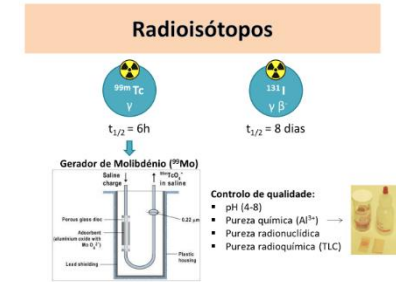 Radioisótopos
⁹⁹ᵐTc
γ
¹³¹I
γ β⁻
t₁/₂ = 6h
t₁/₂ = 8 dias
Gerador de Molibdénio (⁹⁹Mo)
Saline
charge
⁹⁹ᵐTcO₄⁻
in saline
Porous glass disc
0,22 µm
Adsorbent
(aluminium oxide with
Mo O₄²⁻)
Lead shielding
Plastic
housing
Controlo de qualidade:
▪ pH (4-8)
▪ Pureza química (Al³⁺)
▪ Pureza radionuclídica
▪ Pureza radioquímica (TLC)